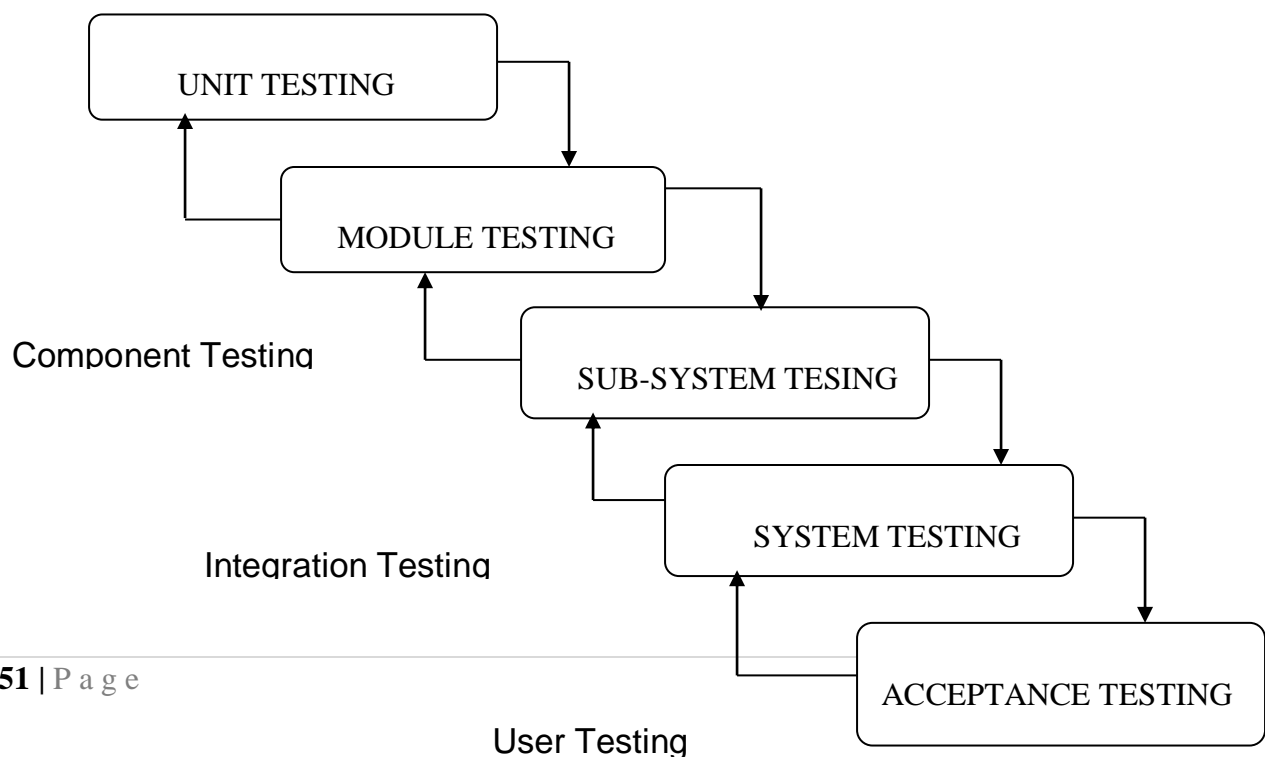 UNIT TESTING
MODULE TESTING
Component Testing
SUB-SYSTEM TESING
SYSTEM TESTING
Integration Testing
51 | P a g e
ACCEPTANCE TESTING
User Testing